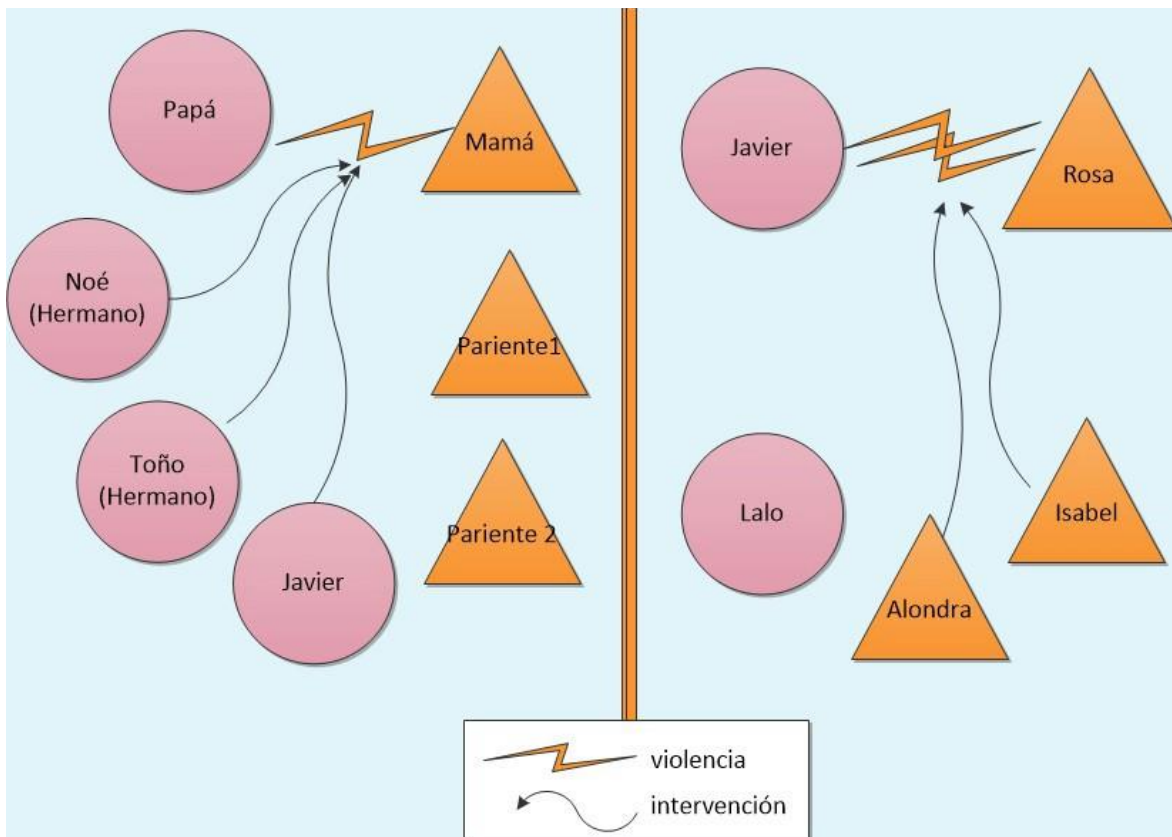 Papá
Mamá
Noé
(Hermano)
Pariente1
Toño
(Hermano)
Pariente 2
Javier
Javier
Rosa
Lalo
Isabel
Alondra
violencia
intervención